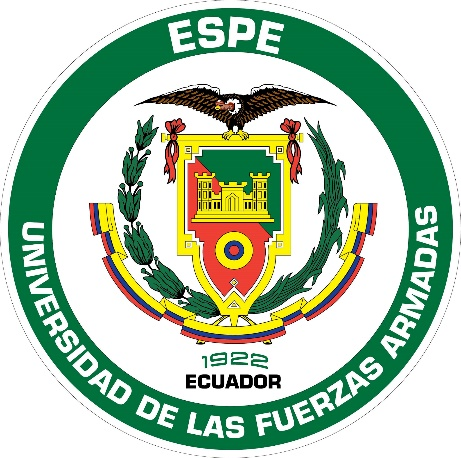 ESPE
1922
ECUADOR
UNIVERSIDAD DE LAS FUERZAS ARMADAS